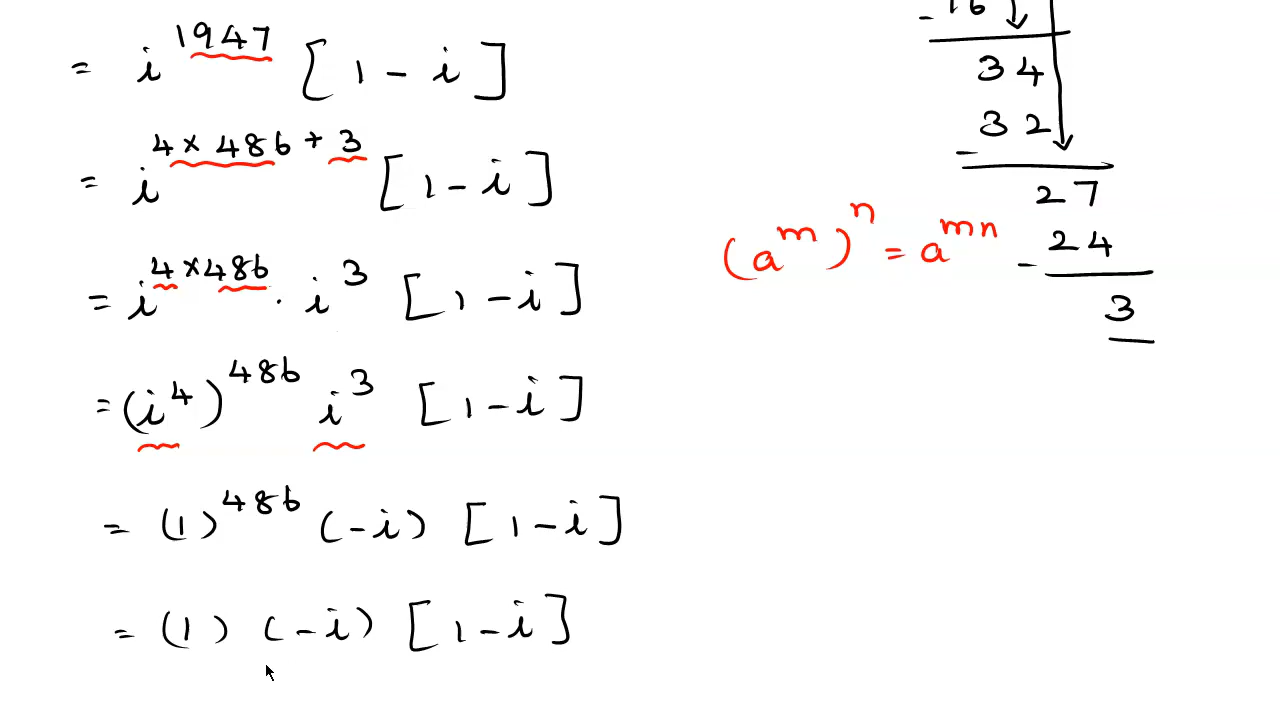 = i^1947 [1 - i]
= i^(4 × 486 + 3) [1 - i]
= i^(4 × 486) · i^3 [1 - i]
= (i^4)^486 i^3 [1 - i]
= (1)^486 (-i) [1 - i]
= (1) (-i) [1 - i]
- 16
34
- 32
27
- 24
3
(a^m)^n = a^mn